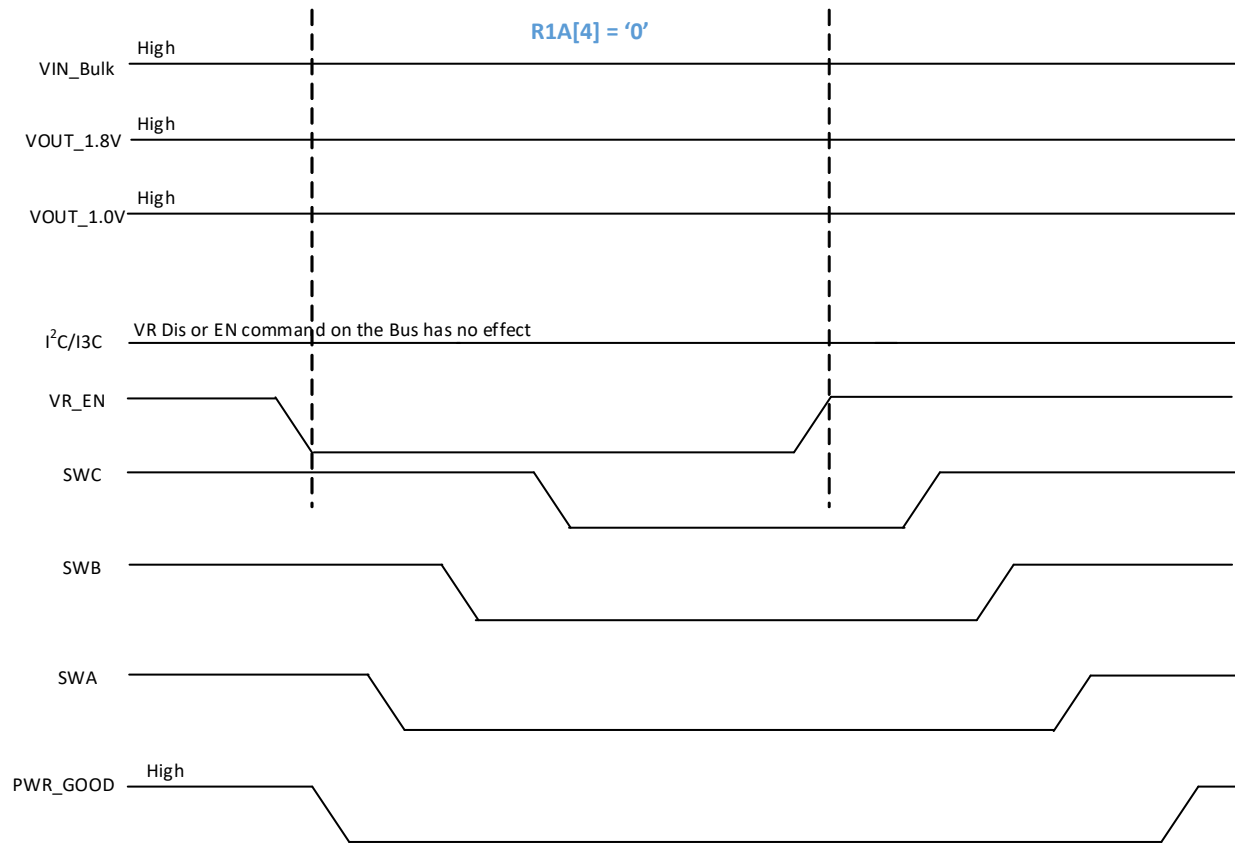 R1A[4] = ‘0’
High
VIN_Bulk
High
VOUT_1.8V
High
VOUT_1.0V
VR Dis or EN command on the Bus has no effect
I²C/I3C
VR_EN
SWC
SWB
SWA
High
PWR_GOOD